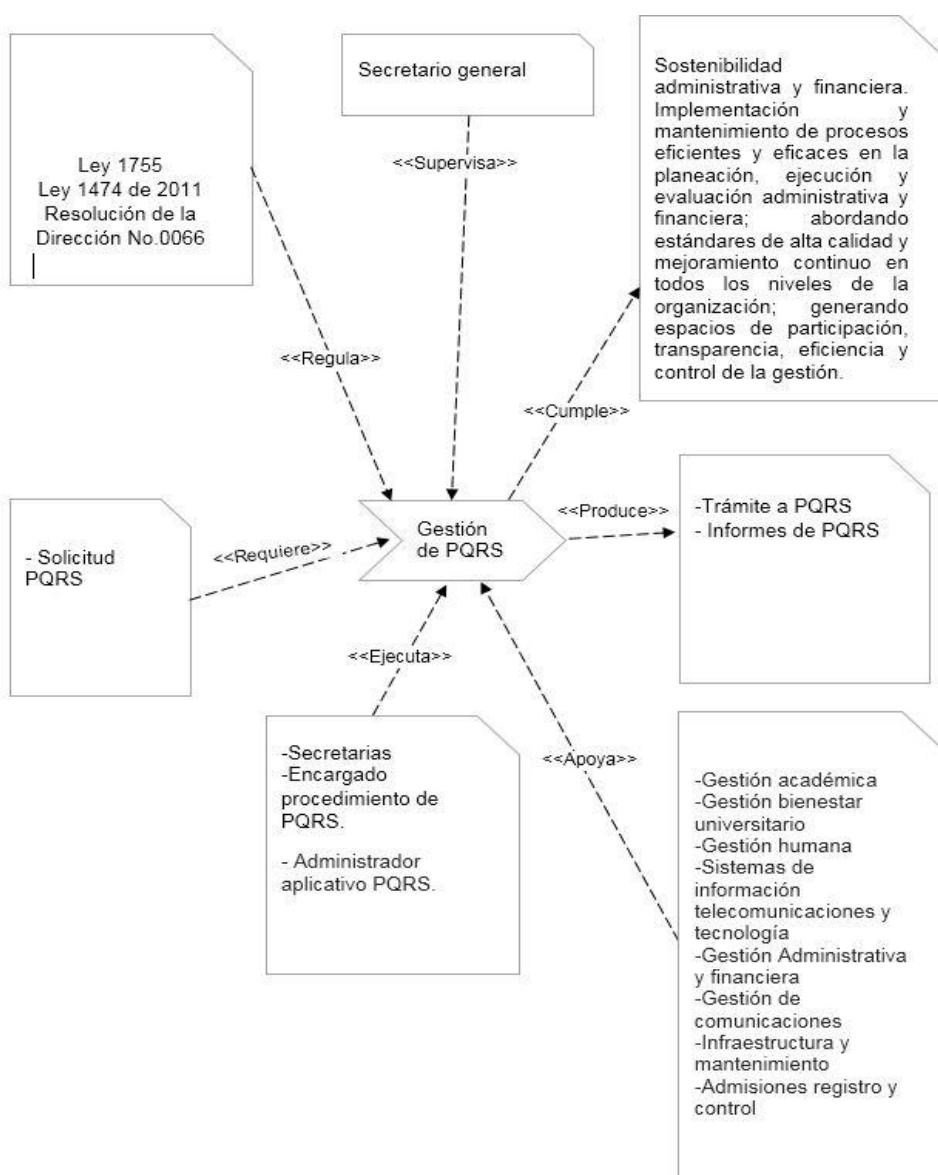 Ley 1755
Ley 1474 de 2011
Resolución de la
Dirección No.0066
Secretario general
Sostenibilidad
administrativa y financiera.
Implementación y
mantenimiento de procesos
eficientes y eficaces en la
planeación, ejecución y
evaluación administrativa y
financiera; abordando
estándares de alta calidad y
mejoramiento continuo en
todos los niveles de la
organización; generando
espacios de participación,
transparencia, eficiencia y
control de la gestión.
<<Supervisa>>
<<Regula>>
<<Cumple>>
- Solicitud
PQRS
<<Requiere>>
Gestión
de PQRS
<<Produce>>
-Trámite a PQRS
- Informes de PQRS
<<Ejecuta>>
-Secretarias
-Encargado
procedimiento de
PQRS.
- Administrador
aplicativo PQRS.
<<Apoya>>
-Gestión académica
-Gestión bienestar
universitario
-Gestión humana
-Sistemas de
información
telecomunicaciones y
tecnología
-Gestión Administrativa
y financiera
-Gestión de
comunicaciones
-Infraestructura y
mantenimiento
-Admisiones registro y
control